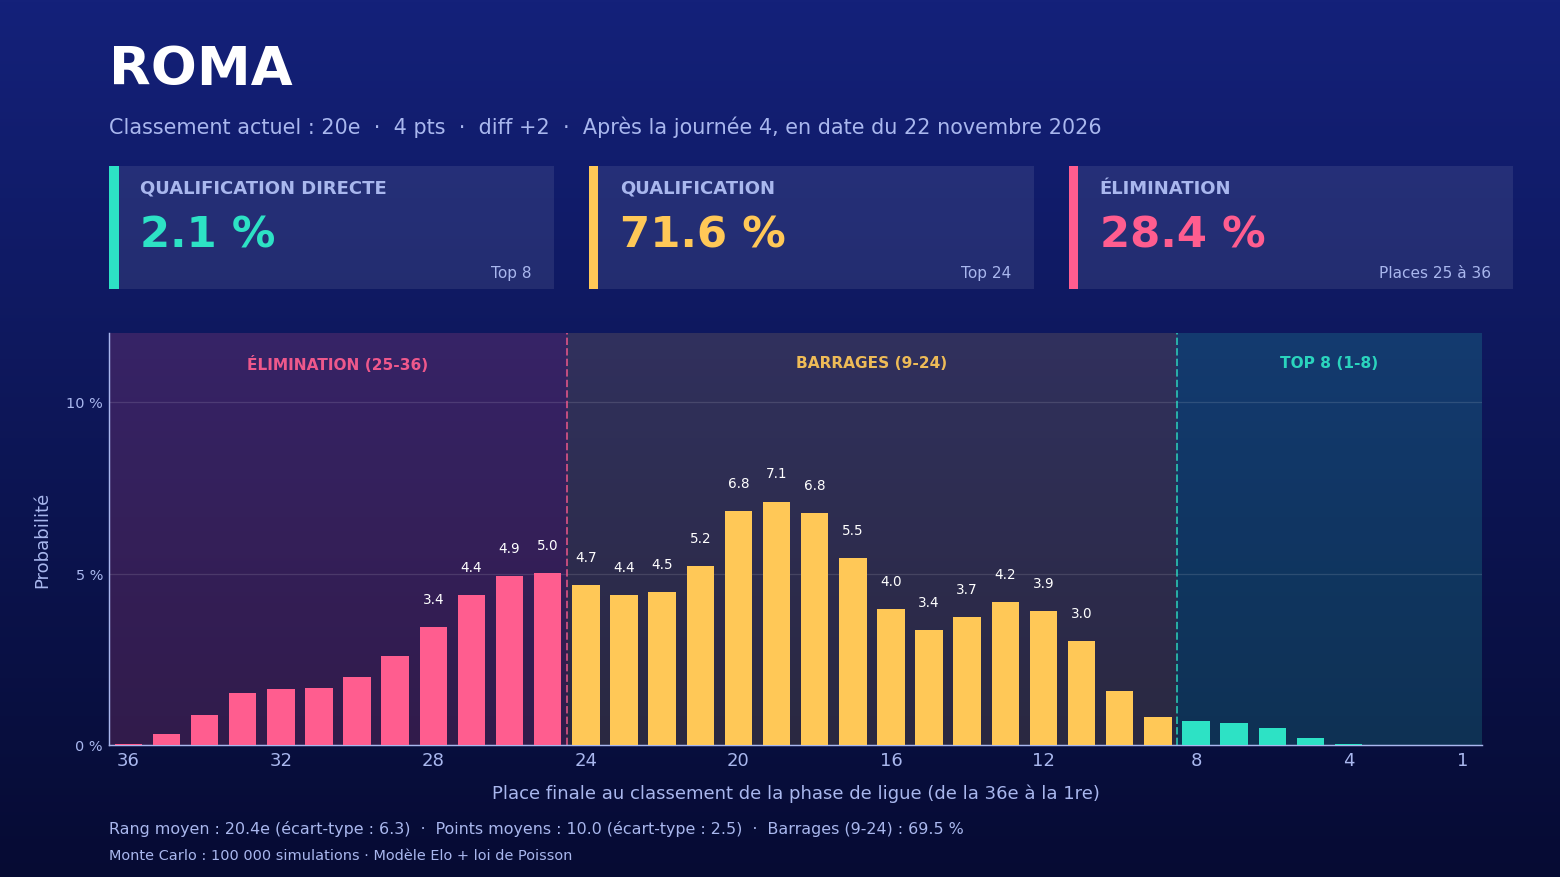 ROMA
Classement actuel : 20e · 4 pts · diff +2 · Après la journée 4, en date du 22 novembre 2026
QUALIFICATION DIRECTE
2.1 %
Top 8
QUALIFICATION
71.6 %
Top 24
ÉLIMINATION
28.4 %
Places 25 à 36
ÉLIMINATION (25-36)
BARRAGES (9-24)
TOP 8 (1-8)
Probabilité
10 %
5 %
0 %
3.4
4.4
4.9
5.0
4.7
4.4
4.5
5.2
6.8
7.1
6.8
5.5
4.0
3.4
3.7
4.2
3.9
3.0
36 32 28 24 20 16 12 8 4 1
Place finale au classement de la phase de ligue (de la 36e à la 1re)
Rang moyen : 20.4e (écart-type : 6.3) · Points moyens : 10.0 (écart-type : 2.5) · Barrages (9-24) : 69.5 %
Monte Carlo : 100 000 simulations · Modèle Elo + loi de Poisson